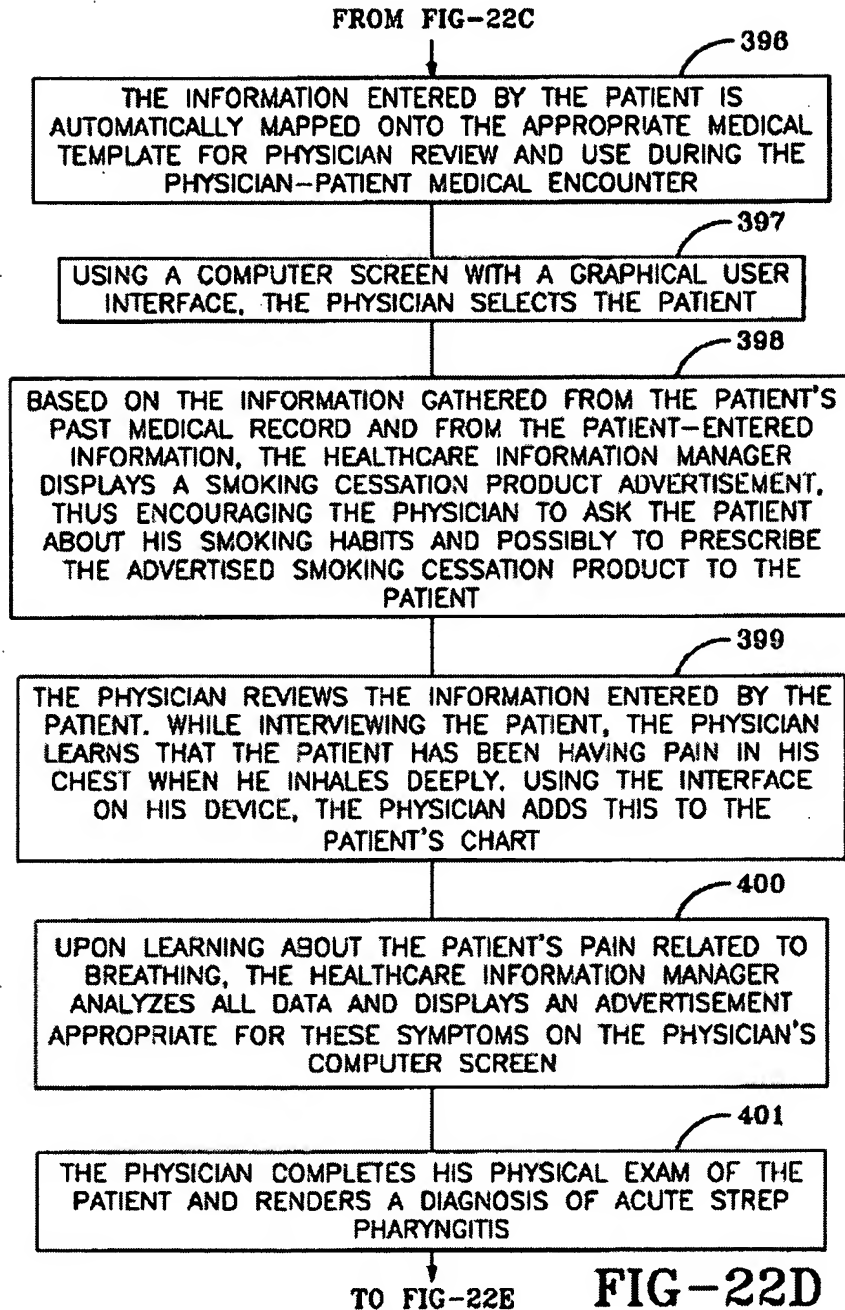 FROM FIG-22C
396
THE INFORMATION ENTERED BY THE PATIENT IS
AUTOMATICALLY MAPPED ONTO THE APPROPRIATE MEDICAL
TEMPLATE FOR PHYSICIAN REVIEW AND USE DURING THE
PHYSICIAN-PATIENT MEDICAL ENCOUNTER
397
USING A COMPUTER SCREEN WITH A GRAPHICAL USER
INTERFACE, THE PHYSICIAN SELECTS THE PATIENT
398
BASED ON THE INFORMATION GATHERED FROM THE PATIENT'S
PAST MEDICAL RECORD AND FROM THE PATIENT-ENTERED
INFORMATION, THE HEALTHCARE INFORMATION MANAGER
DISPLAYS A SMOKING CESSATION PRODUCT ADVERTISEMENT,
THUS ENCOURAGING THE PHYSICIAN TO ASK THE PATIENT
ABOUT HIS SMOKING HABITS AND POSSIBLY TO PRESCRIBE
THE ADVERTISED SMOKING CESSATION PRODUCT TO THE
PATIENT
399
THE PHYSICIAN REVIEWS THE INFORMATION ENTERED BY THE
PATIENT. WHILE INTERVIEWING THE PATIENT, THE PHYSICIAN
LEARNS THAT THE PATIENT HAS BEEN HAVING PAIN IN HIS
CHEST WHEN HE INHALES DEEPLY. USING THE INTERFACE
ON HIS DEVICE, THE PHYSICIAN ADDS THIS TO THE
PATIENT'S CHART
400
UPON LEARNING ABOUT THE PATIENT'S PAIN RELATED TO
BREATHING, THE HEALTHCARE INFORMATION MANAGER
ANALYZES ALL DATA AND DISPLAYS AN ADVERTISEMENT
APPROPRIATE FOR THESE SYMPTOMS ON THE PHYSICIAN'S
COMPUTER SCREEN
401
THE PHYSICIAN COMPLETES HIS PHYSICAL EXAM OF THE
PATIENT AND RENDERS A DIAGNOSIS OF ACUTE STREP
PHARYNGITIS
TO FIG-22E
FIG-22D